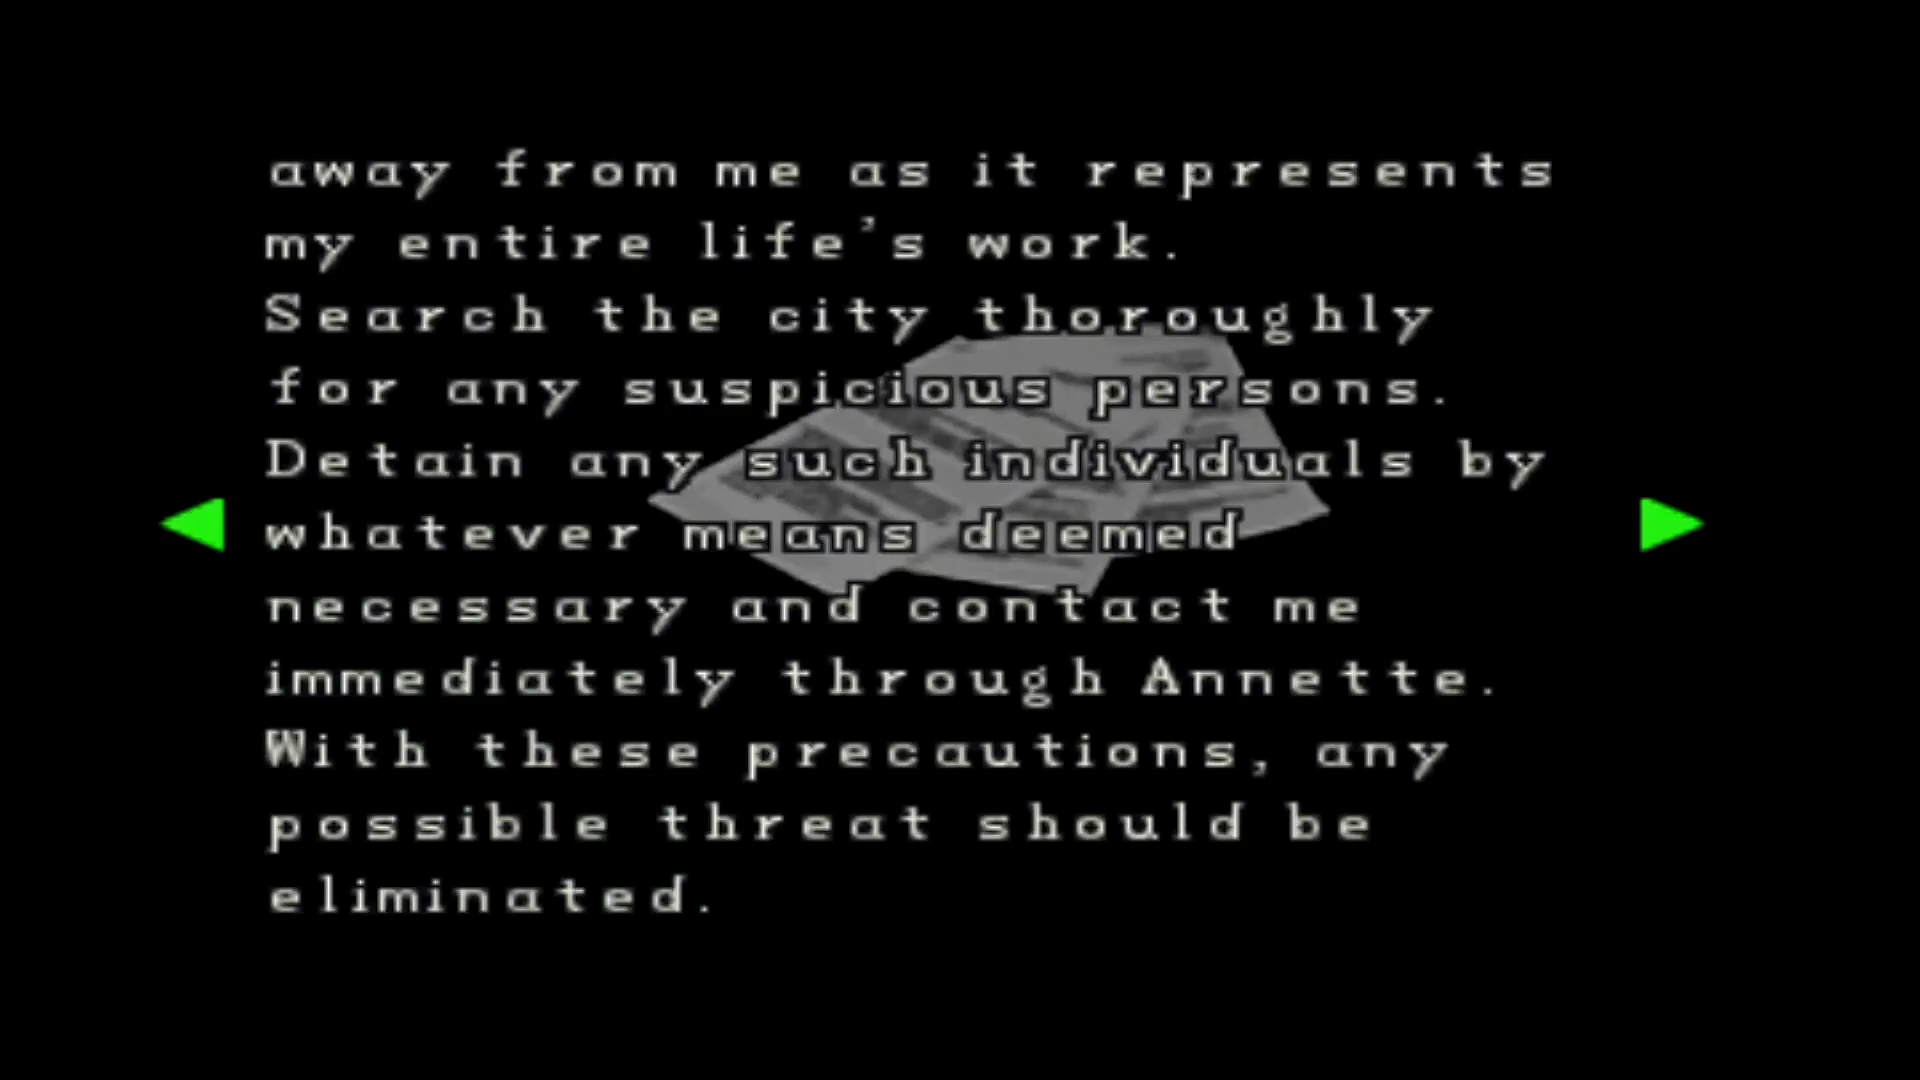 away from me as it represents
my entire life's work.
Search the city thoroughly
for any suspicious persons.
Detain any such individuals by
whatever means deemed
necessary and contact me
immediately through Annette.
With these precautions, any
possible threat should be
eliminated.